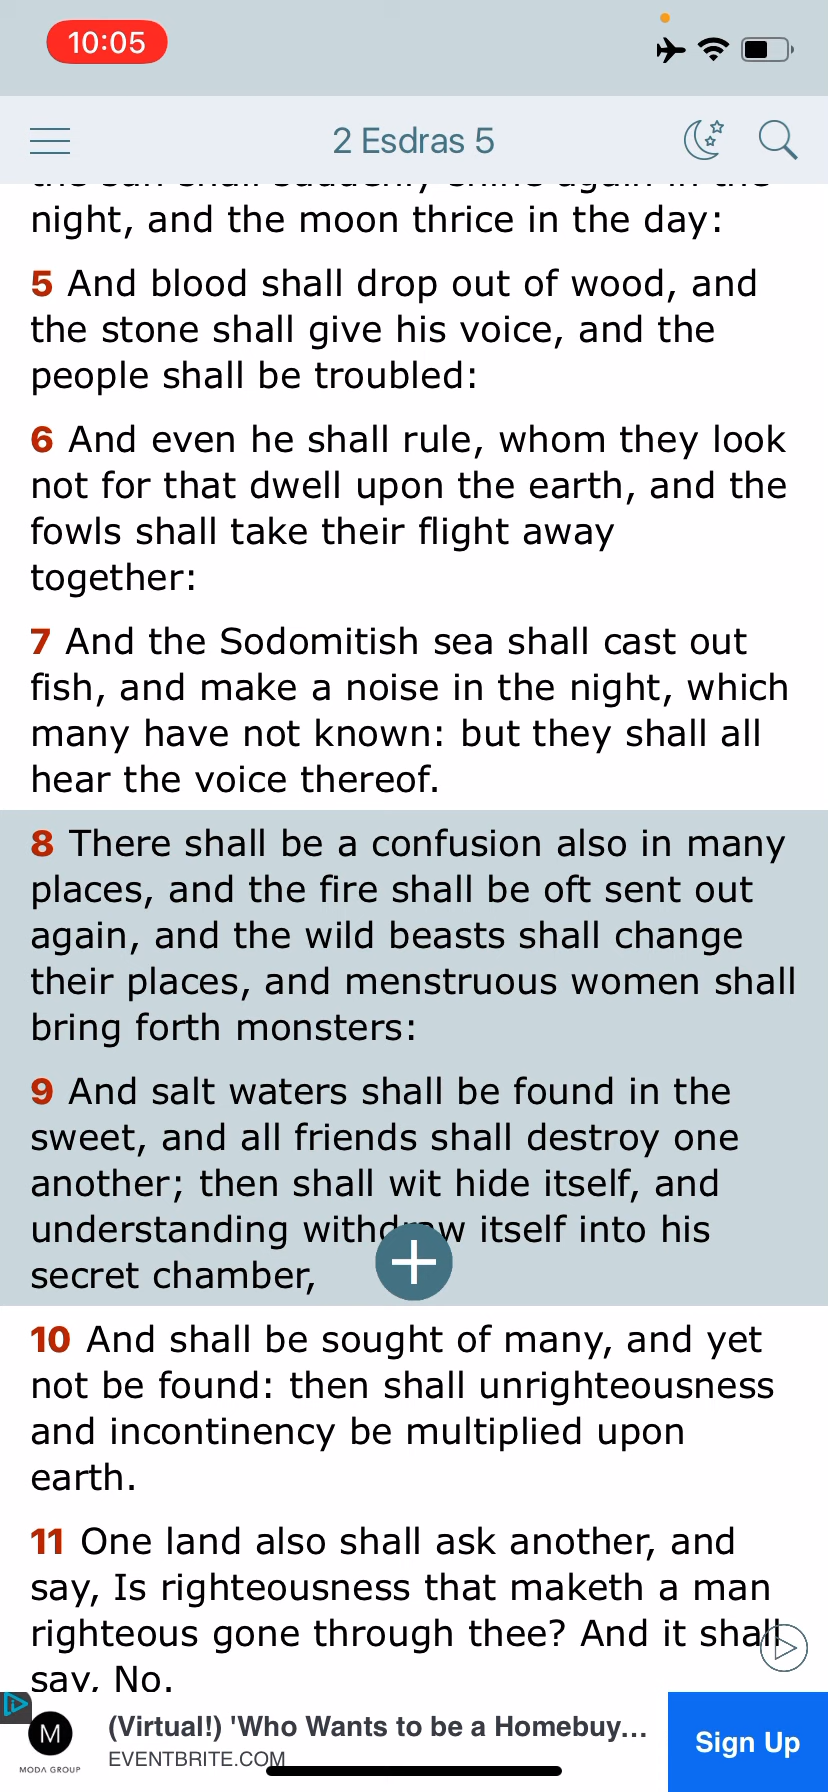 10:05
2 Esdras 5
the sun shall suddenly shine again in the
night, and the moon thrice in the day:
5 And blood shall drop out of wood, and
the stone shall give his voice, and the
people shall be troubled:
6 And even he shall rule, whom they look
not for that dwell upon the earth, and the
fowls shall take their flight away
together:
7 And the Sodomitish sea shall cast out
fish, and make a noise in the night, which
many have not known: but they shall all
hear the voice thereof.
8 There shall be a confusion also in many
places, and the fire shall be oft sent out
again, and the wild beasts shall change
their places, and menstruous women shall
bring forth monsters:
9 And salt waters shall be found in the
sweet, and all friends shall destroy one
another; then shall wit hide itself, and
understanding withdraw itself into his
secret chamber,
10 And shall be sought of many, and yet
not be found: then shall unrighteousness
and incontinency be multiplied upon
earth.
11 One land also shall ask another, and
say, Is righteousness that maketh a man
righteous gone through thee? And it shall
say, No.
M
MODA GROUP
(Virtual!) 'Who Wants to be a Homebuy...
EVENTBRITE.COM
Sign Up